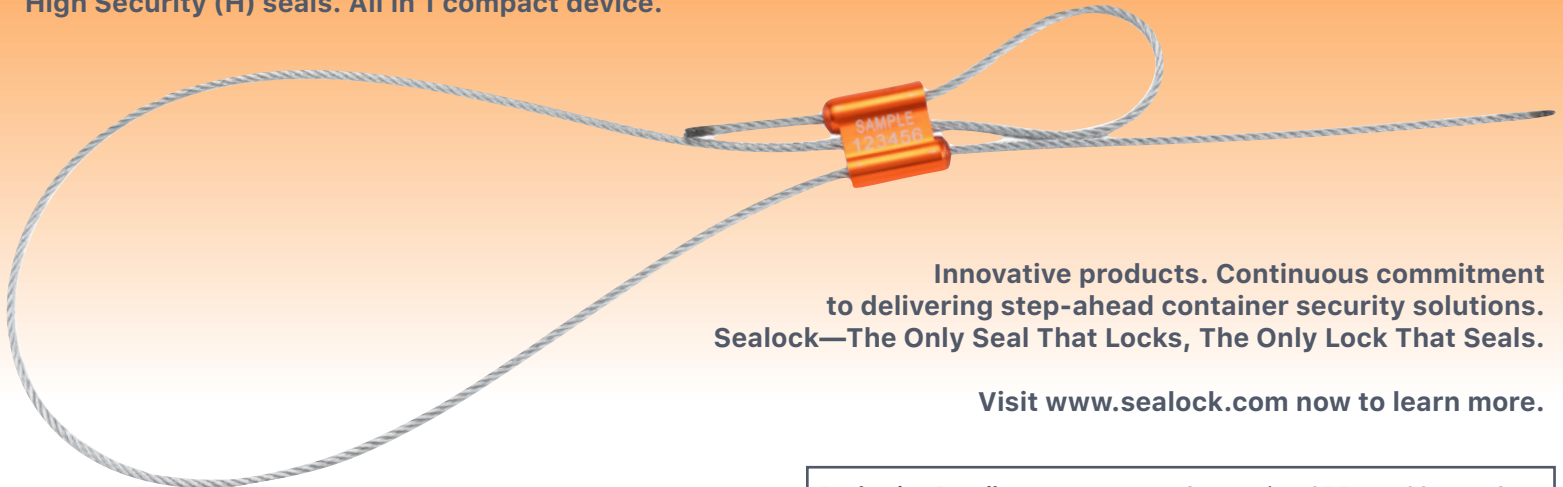 High Security (H) seals. All in 1 compact device.
SAMPLE
123456
Innovative products. Continuous commitment
to delivering step-ahead container security solutions.
Sealock—The Only Seal That Locks, The Only Lock That Seals.
Visit www.sealock.com now to learn more.